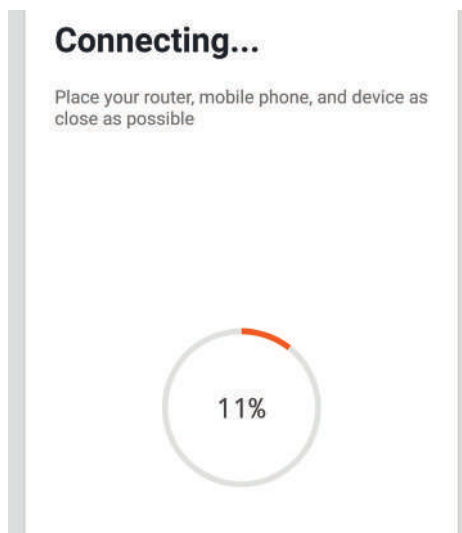 Connecting...
Place your router, mobile phone, and device as
close as possible
11%